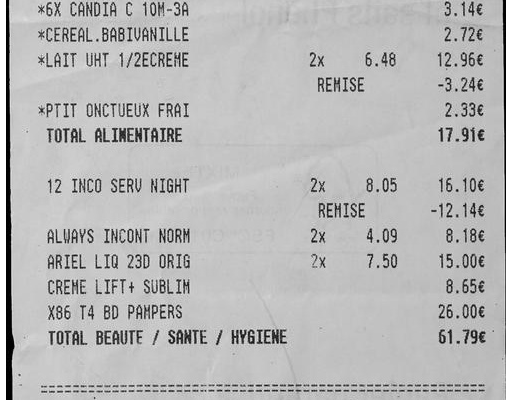 *6X CANDIA C 10M-3A 3.14€
*CEREAL.BABIVANILLE 2.72€
*LAIT UHT 1/2ECREME 2x 6.48 12.96€
REMISE -3.24€
*PTIT ONCTUEUX FRAI 2.33€
TOTAL ALIMENTAIRE 17.91€
12 INCO SERV NIGHT 2x 8.05 16.10€
REMISE -12.14€
ALWAYS INCONT NORM 2x 4.09 8.18€
ARIEL LIQ 23D ORIG 2x 7.50 15.00€
CREME LIFT+ SUBLIM 8.65€
X86 T4 BD PAMPERS 26.00€
TOTAL BEAUTE / SANTE / HYGIENE 61.79€